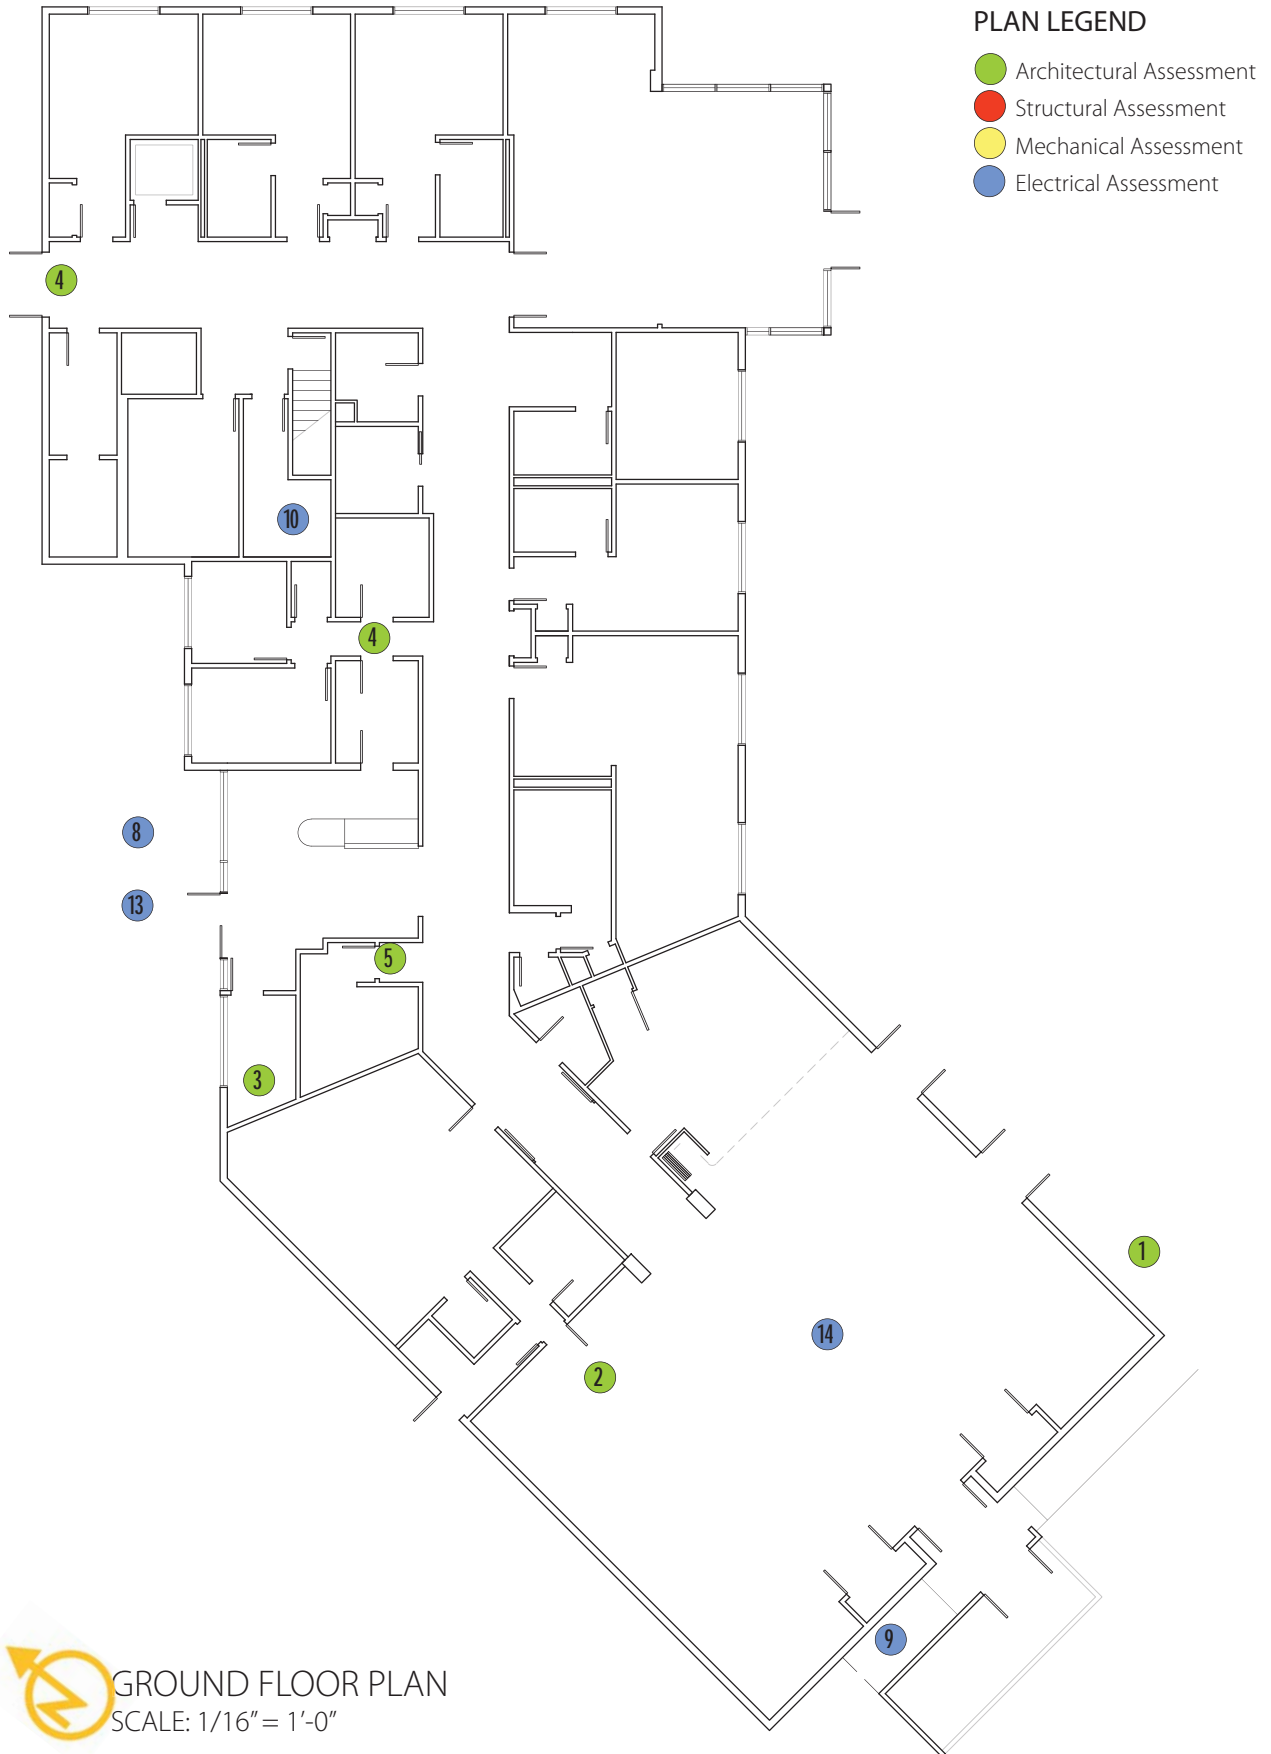 PLAN LEGEND
Architectural Assessment
Structural Assessment
Mechanical Assessment
Electrical Assessment
4
10
4
8
13
5
3
1
14
2
9
N
GROUND FLOOR PLAN
SCALE: 1/16" = 1'-0"